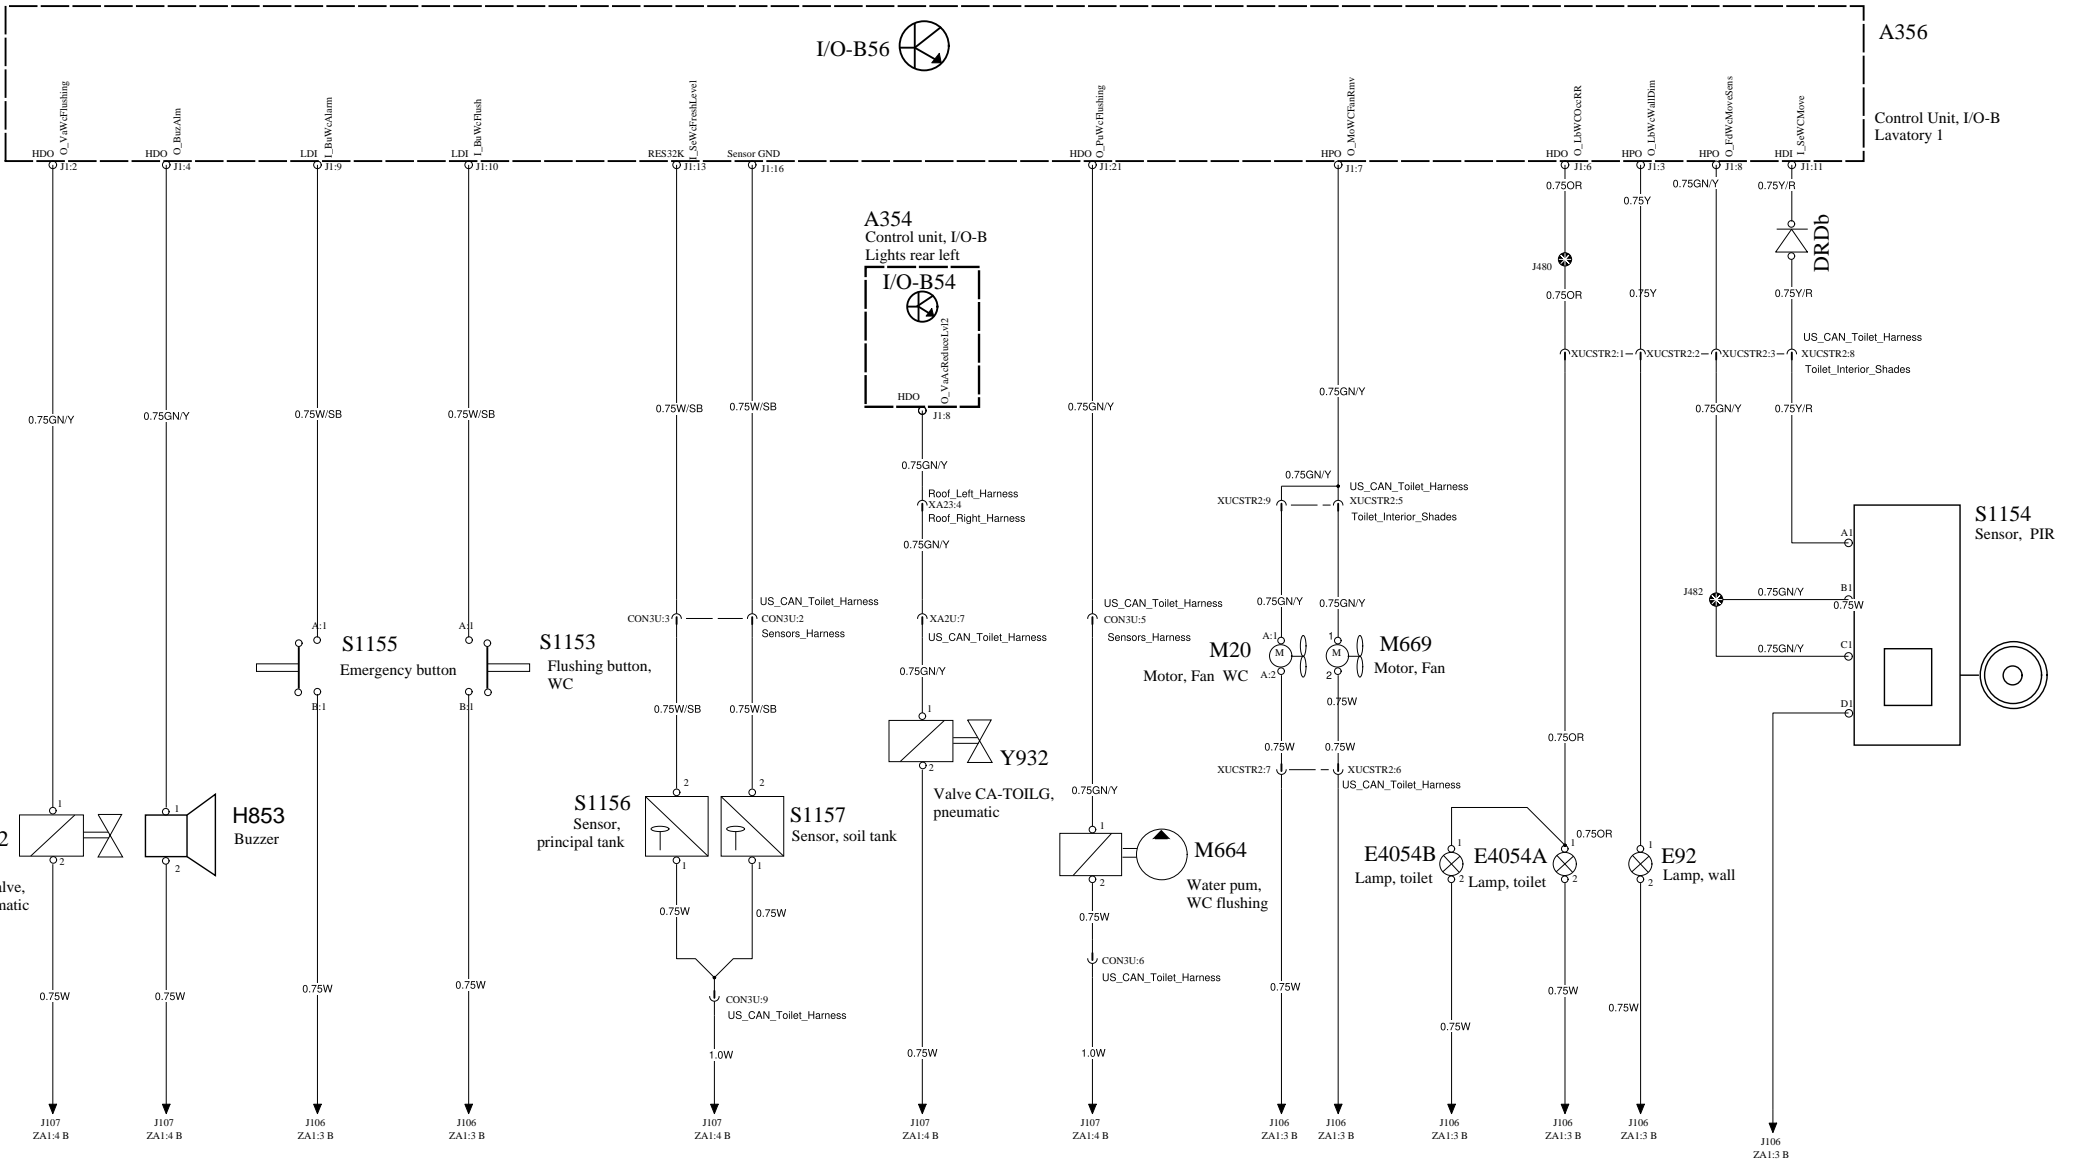 I/O-B56
A356
Control Unit, I/O-B
Lavatory 1
O_VaWcFlushing
O_BuzAlm
I_BuWcAlarm
I_BuWcFlush
I_SeWcFreshLevel
O_PuWcFlushing
O_MoWCFanRmv
O_LbWCOccRR
O_LbWcWallDim
O_FdWcMoveSens
I_SeWCMove
HDO
HDO
LDI
LDI
RES32K
Sensor GND
HDO
HPO
HDO
HPO
HPO
HDI
J1:2
J1:4
J1:9
J1:10
J1:13
J1:16
J1:21
J1:7
J1:6
J1:3
J1:8
J1:11
0.75OR
0.75Y
0.75GN/Y
0.75Y/R
A354
Control unit, I/O-B
Lights rear left
I/O-B54
O_VaAcReduceLvl2
HDO
J1:8
DRDb
J480
0.75OR
0.75Y
0.75Y/R
US_CAN_Toilet_Harness
XUCSTR2:1
XUCSTR2:2
XUCSTR2:3
XUCSTR2:8
Toilet_Interior_Shades
0.75GN/Y
0.75GN/Y
0.75W/SB
0.75W/SB
0.75W/SB
0.75W/SB
0.75GN/Y
0.75GN/Y
0.75GN/Y
0.75Y/R
0.75GN/Y
Roof_Left_Harness
XA23:4
Roof_Right_Harness
0.75GN/Y
0.75GN/Y
US_CAN_Toilet_Harness
XUCSTR2:9
XUCSTR2:5
Toilet_Interior_Shades
S1154
Sensor, PIR
A1
B1
C1
D1
J482
0.75GN/Y
0.75W
0.75GN/Y
US_CAN_Toilet_Harness
CON3U:3
CON3U:2
Sensors_Harness
XA2U:7
US_CAN_Toilet_Harness
US_CAN_Toilet_Harness
CON3U:5
Sensors_Harness
0.75GN/Y
0.75GN/Y
A:1
S1155
Emergency button
B:1
A:1
S1153
Flushing button,
WC
B:1
0.75GN/Y
M20
Motor, Fan WC
A:1
M
A:2
1
M
2
M669
Motor, Fan
0.75W
0.75W/SB
0.75W/SB
1
2
Y932
Valve CA-TOILG,
pneumatic
0.75W
0.75W
XUCSTR2:7
XUCSTR2:6
US_CAN_Toilet_Harness
0.75OR
0.75GN/Y
2
1
2
1
2
H853
Buzzer
S1156
Sensor,
principal tank
2
1
2
1
S1157
Sensor, soil tank
1
2
M664
Water pum,
WC flushing
0.75OR
E4054B
Lamp, toilet
1
2
E4054A
Lamp, toilet
1
2
E92
Lamp, wall
1
2
0.75W
0.75W
0.75W
CON3U:6
US_CAN_Toilet_Harness
0.75W
0.75W
0.75W
0.75W
CON3U:9
US_CAN_Toilet_Harness
0.75W
0.75W
0.75W
0.75W
1.0W
0.75W
1.0W
J107
ZA1:4 B
J107
ZA1:4 B
J106
ZA1:3 B
J106
ZA1:3 B
J107
ZA1:4 B
J107
ZA1:4 B
J107
ZA1:4 B
J106
ZA1:3 B
J106
ZA1:3 B
J106
ZA1:3 B
J106
ZA1:3 B
J106
ZA1:3 B
J106
ZA1:3 B